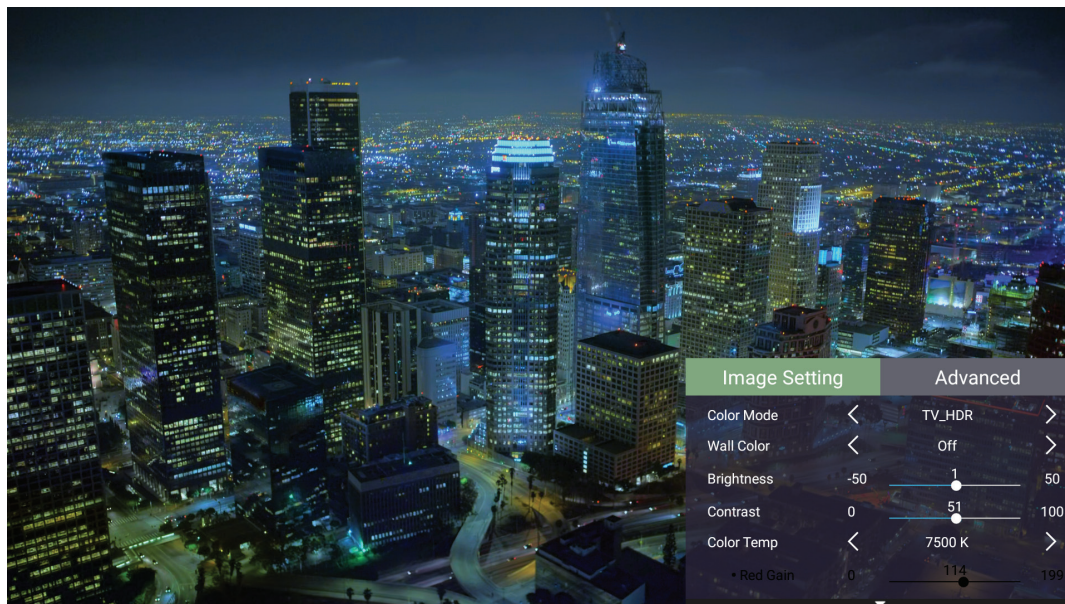 Image Setting Advanced
Color Mode TV_HDR
Wall Color Off
Brightness -50 1 50
Contrast 0 51 100
Color Temp 7500 K
• Red Gain 0 114 199